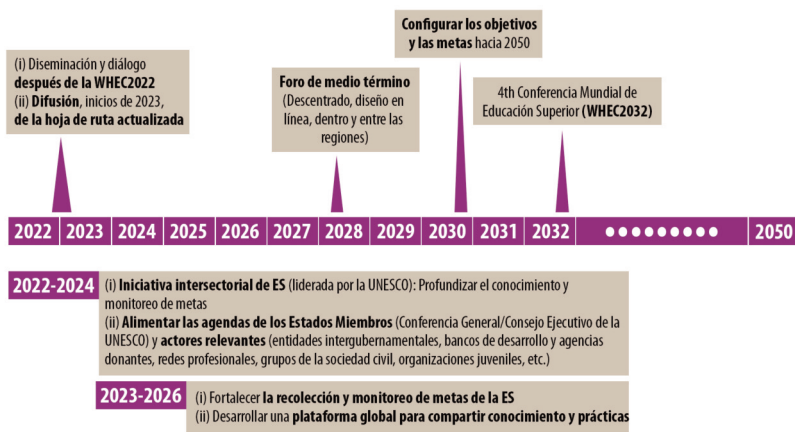 (i) Diseminación y diálogo
después de la WHEC2022
(ii) Difusión, inicios de 2023,
de la hoja de ruta actualizada
Foro de medio término
(Descentrado, diseño en
línea, dentro y entre las
regiones)
Configurar los objetivos
y las metas hacia 2050
4th Conferencia Mundial de
Educación Superior (WHEC2032)
2022 2023 2024 2025 2026 2027 2028 2029 2030 2031 2032 ●●●●●●●●● 2050
2022-2024
(i) Iniciativa intersectorial de ES (liderada por la UNESCO): Profundizar el conocimiento y
monitoreo de metas
(ii) Alimentar las agendas de los Estados Miembros (Conferencia General/Consejo Ejecutivo de la
UNESCO) y actores relevantes (entidades intergubernamentales, bancos de desarrollo y agencias
donantes, redes profesionales, grupos de la sociedad civil, organizaciones juveniles, etc.)
2023-2026
(i) Fortalecer la recolección y monitoreo de metas de la ES
(ii) Desarrollar una plataforma global para compartir conocimiento y prácticas